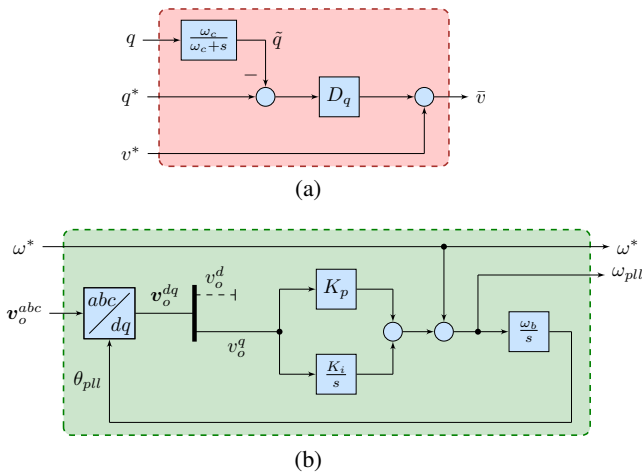 q
ω_c / (ω_c + s)
q̃
−
q*
D_q
v̄
v*
(a)
ω*
ω*
ω_pll
v_o^abc
abc/dq
v_o^dq
v_o^d
v_o^q
K_p
K_i / s
ω_b / s
θ_pll
(b)